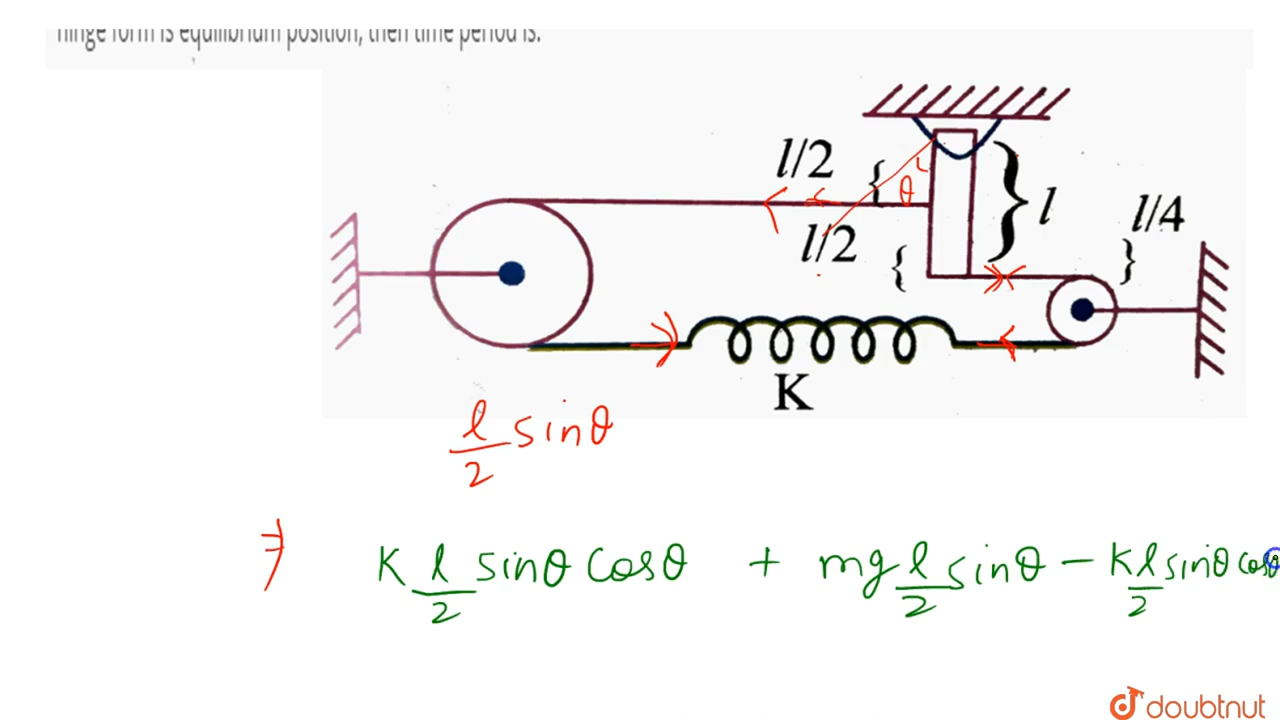 hinge form is equilibrium position, then time period is:
l/2 { θ } l l/4
l/2 { }
K
l/2 sinθ
⇒ K l/2 sinθ cosθ + mg l/2 sinθ - Kl/2 sinθ cosθ
doubtnut